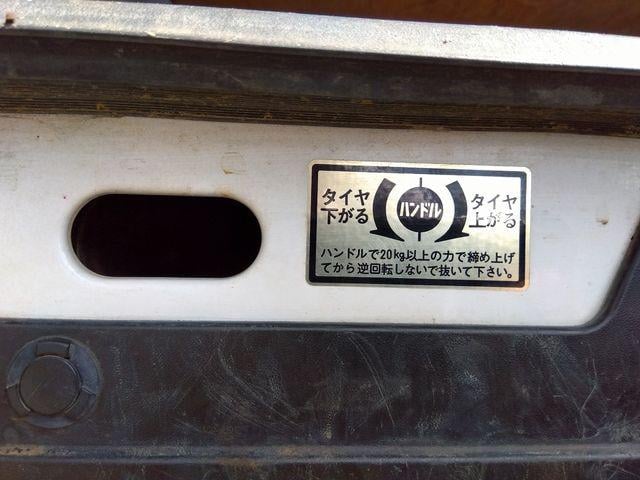 タイヤ
下がる
ハンドル
タイヤ
上がる
ハンドルで20kg以上の力で締め上げ
てから逆回転しないで抜いて下さい。